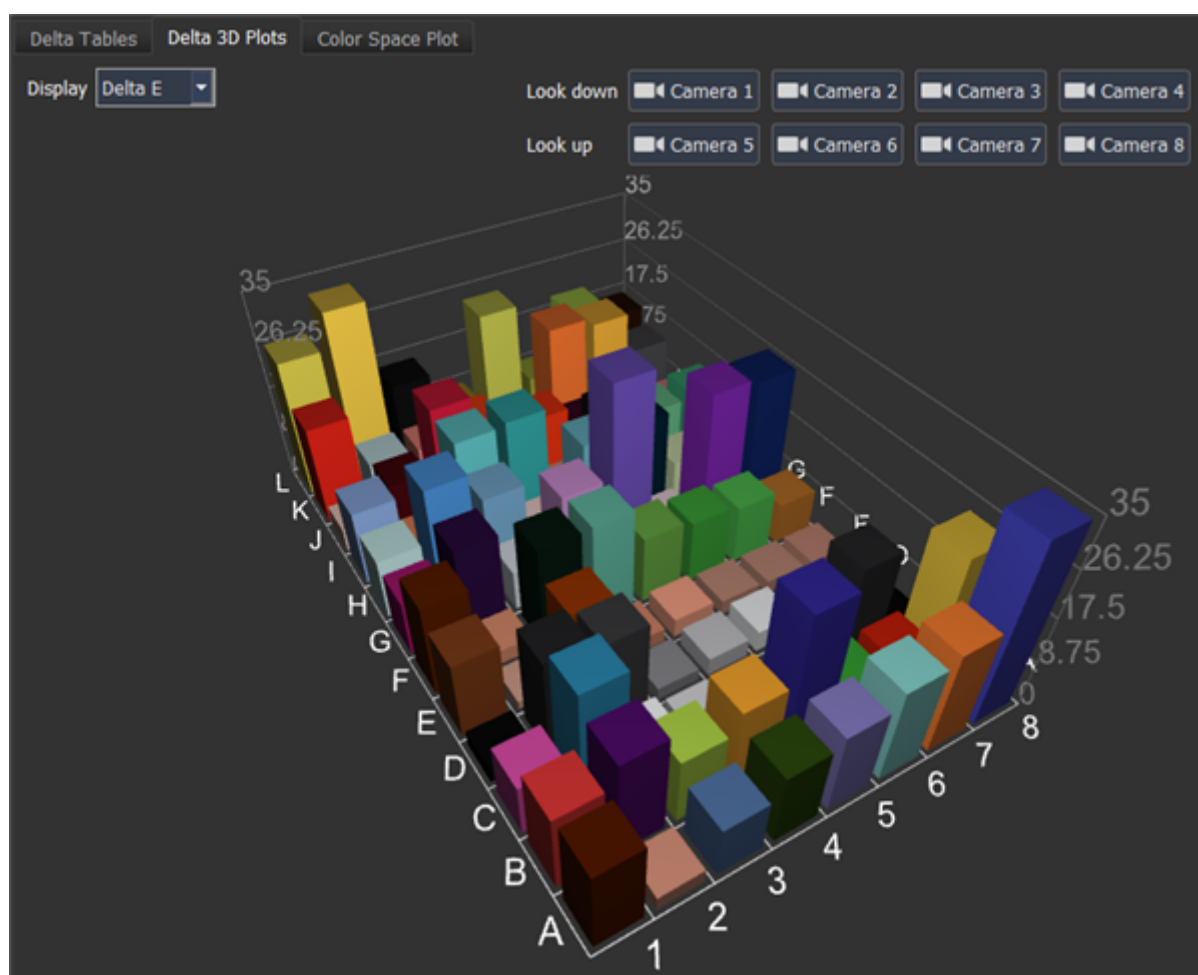 Delta Tables Delta 3D Plots Color Space Plot
Display Delta E
Look down Camera 1 Camera 2 Camera 3 Camera 4
Look up Camera 5 Camera 6 Camera 7 Camera 8
35
26.25
17.5
75
35
26.25
L
K
J
I
H
G
F
E
D
C
B
A
1
2
3
4
5
6
7
8
G
F
35
26.25
17.5
8.75
0